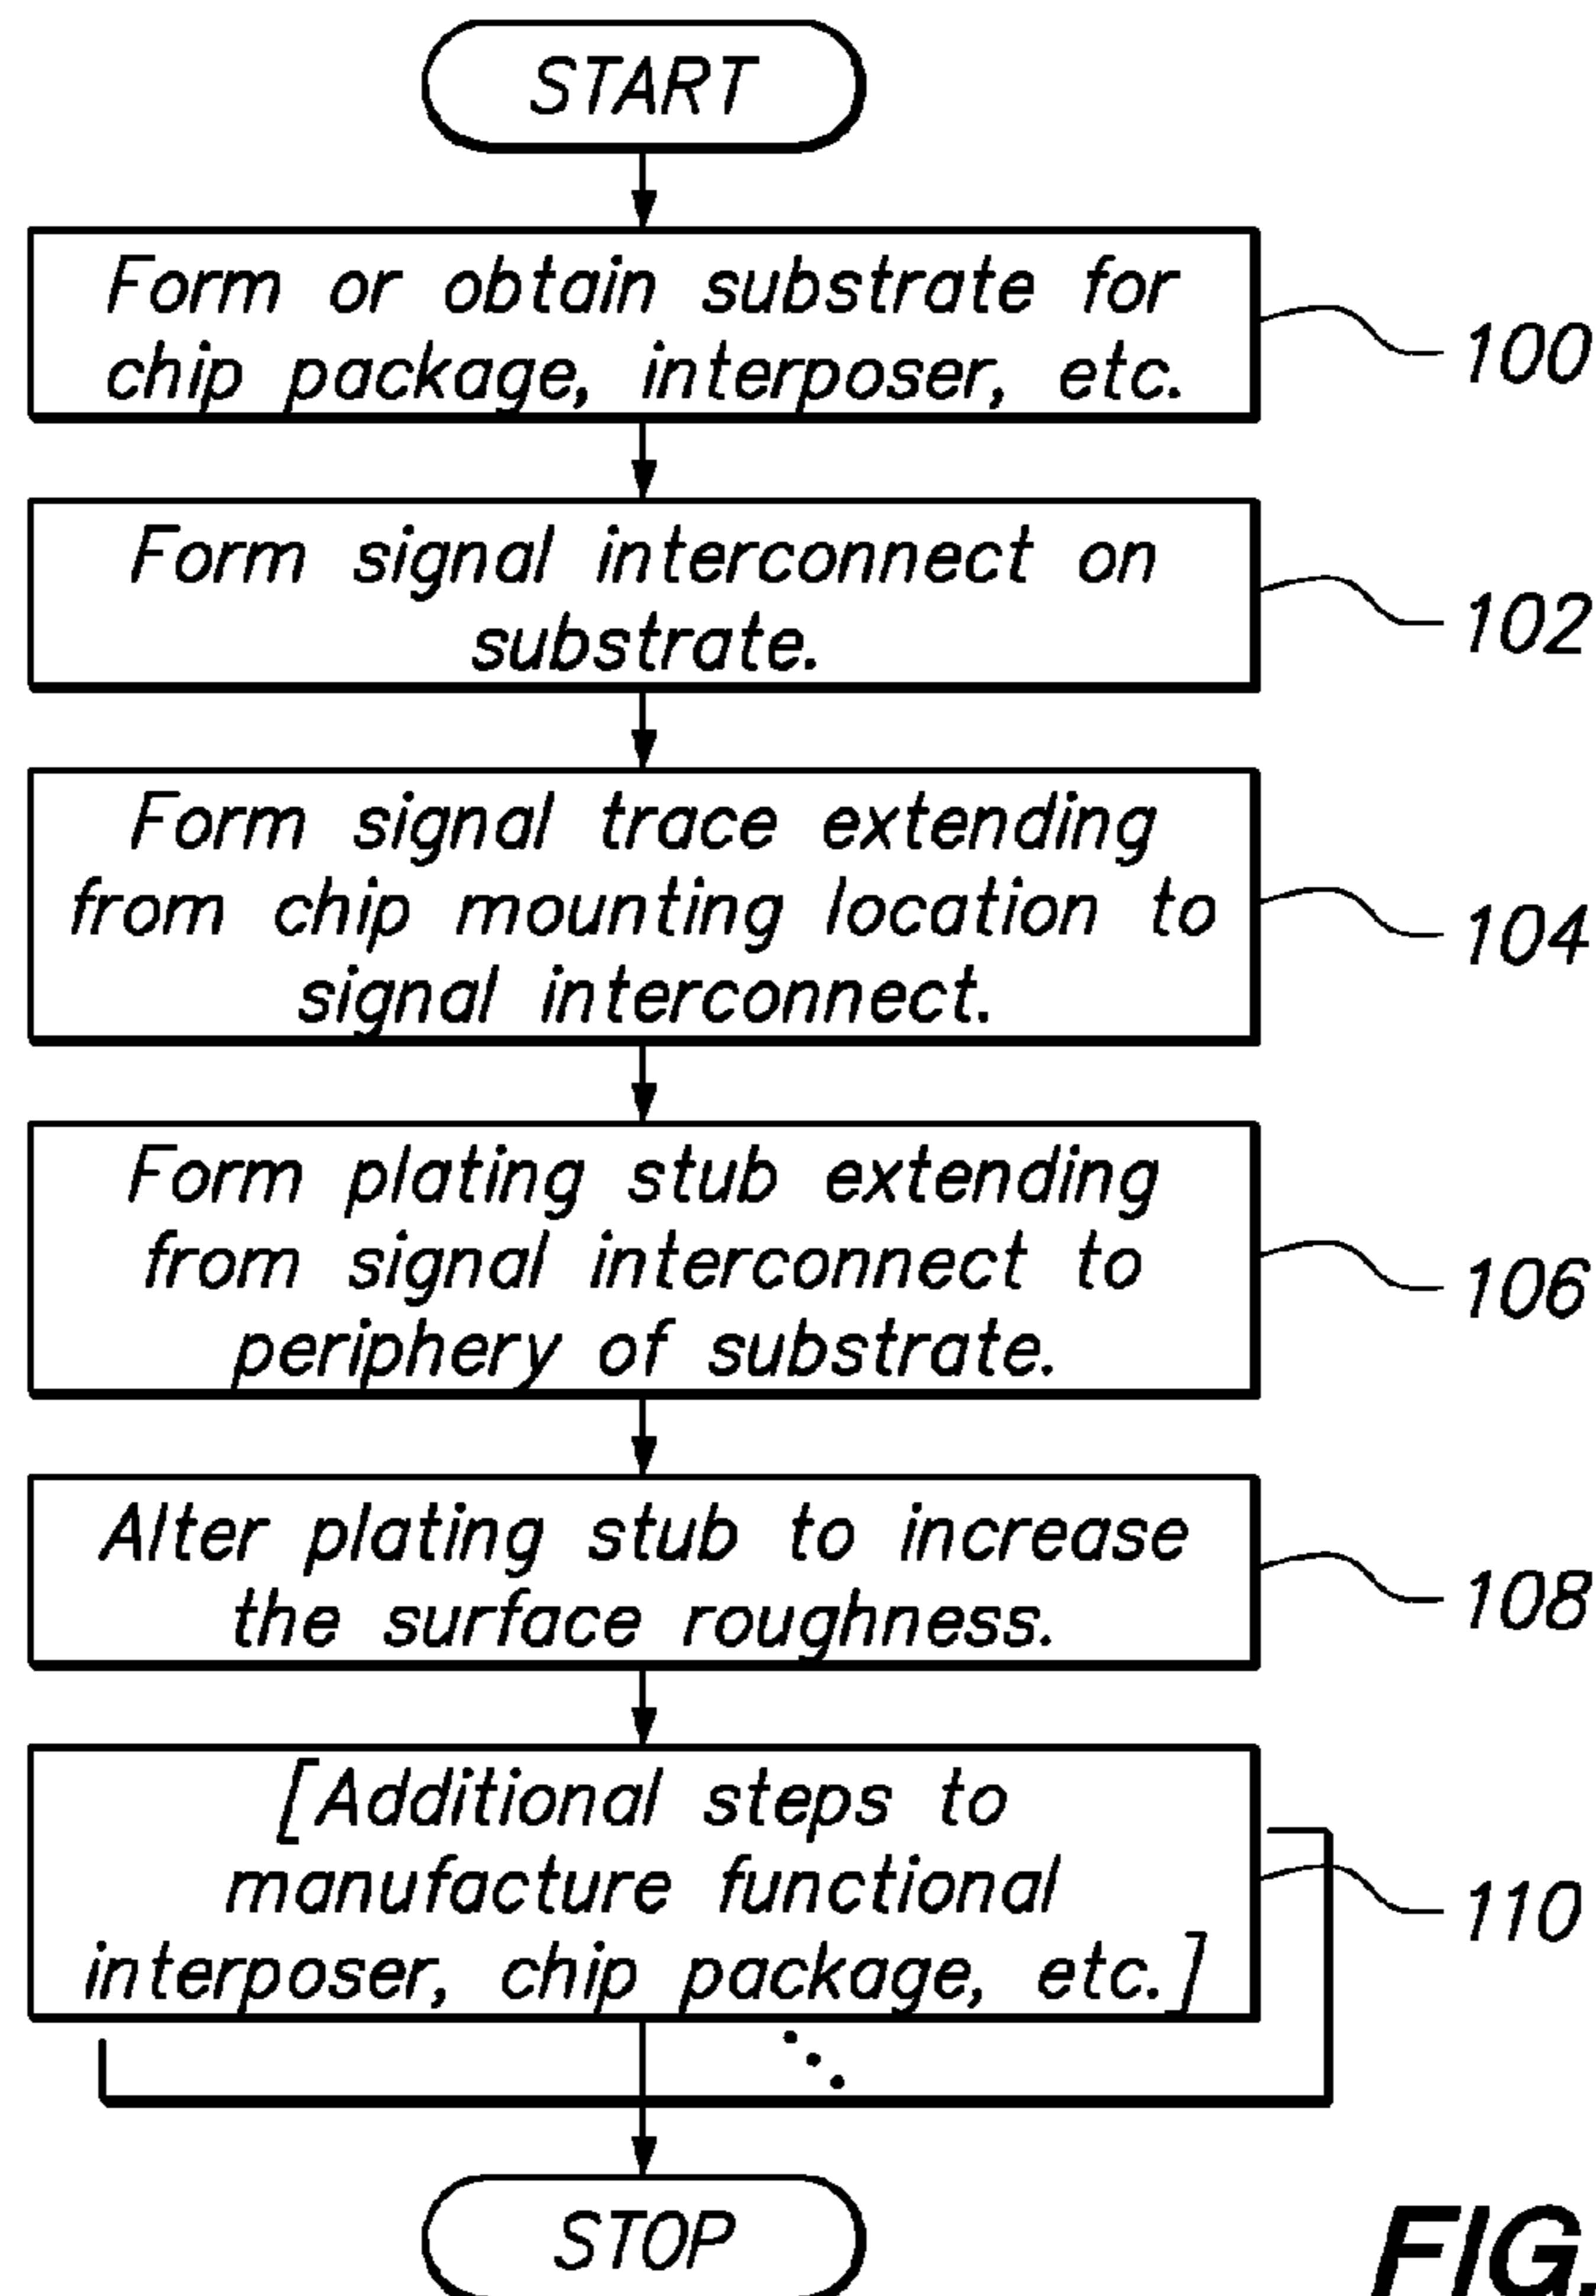 START
Form or obtain substrate for
chip package, interposer, etc.
100
Form signal interconnect on
substrate.
102
Form signal trace extending
from chip mounting location to
signal interconnect.
104
Form plating stub extending
from signal interconnect to
periphery of substrate.
106
Alter plating stub to increase
the surface roughness.
108
[Additional steps to
manufacture functional
interposer, chip package, etc.]
110
STOP
FIG.